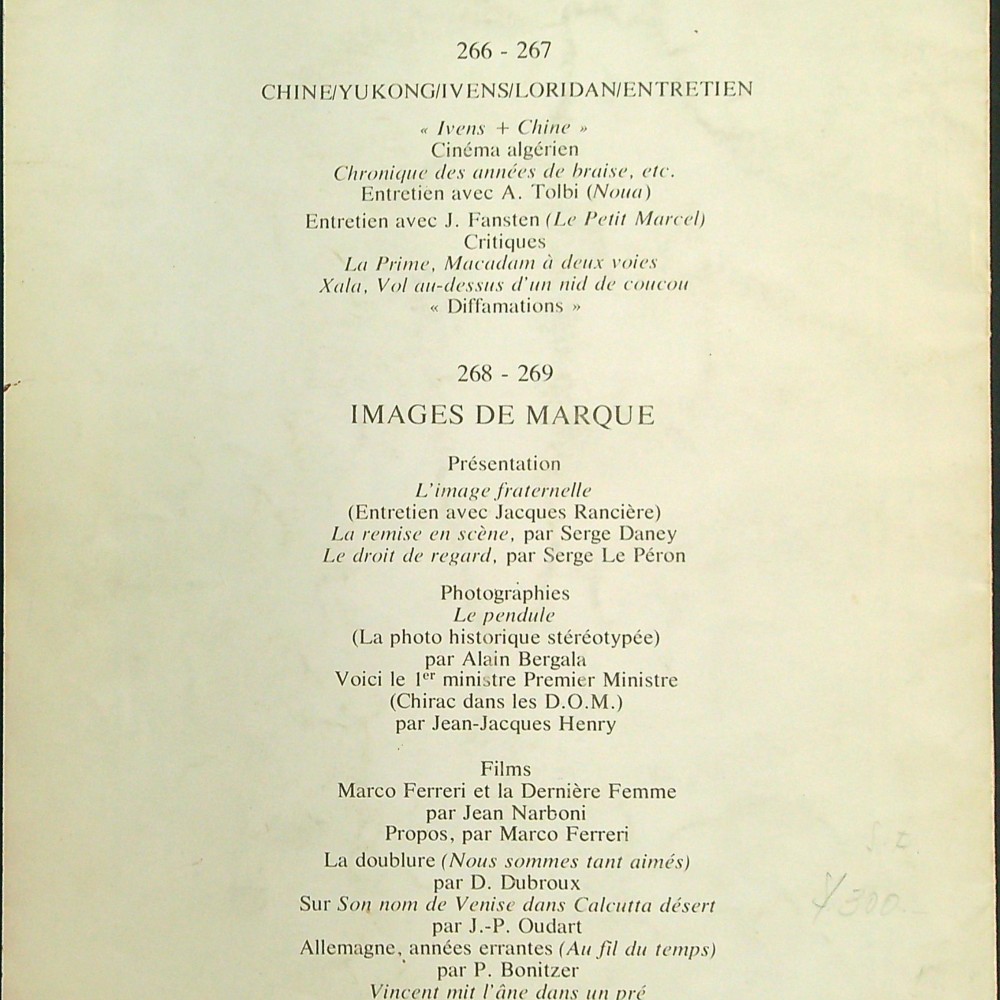 266 - 267
CHINE/YUKONG/IVENS/LORIDAN/ENTRETIEN
« Ivens + Chine »
Cinéma algérien
Chronique des années de braise, etc.
Entretien avec A. Tolbi (Noua)
Entretien avec J. Fansten (Le Petit Marcel)
Critiques
La Prime, Macadam à deux voies
Xala, Vol au-dessus d'un nid de coucou
« Diffamations »
268 - 269
IMAGES DE MARQUE
Présentation
L'image fraternelle
(Entretien avec Jacques Rancière)
La remise en scène, par Serge Daney
Le droit de regard, par Serge Le Péron
Photographies
Le pendule
(La photo historique stéréotypée)
par Alain Bergala
Voici le 1er ministre Premier Ministre
(Chirac dans les D.O.M.)
par Jean-Jacques Henry
Films
Marco Ferreri et la Dernière Femme
par Jean Narboni
Propos, par Marco Ferreri
La doublure (Nous sommes tant aimés)
par D. Dubroux
Sur Son nom de Venise dans Calcutta désert
par J.-P. Oudart
Allemagne, années errantes (Au fil du temps)
par P. Bonitzer
Vincent mit l'âne dans un pré
¥300